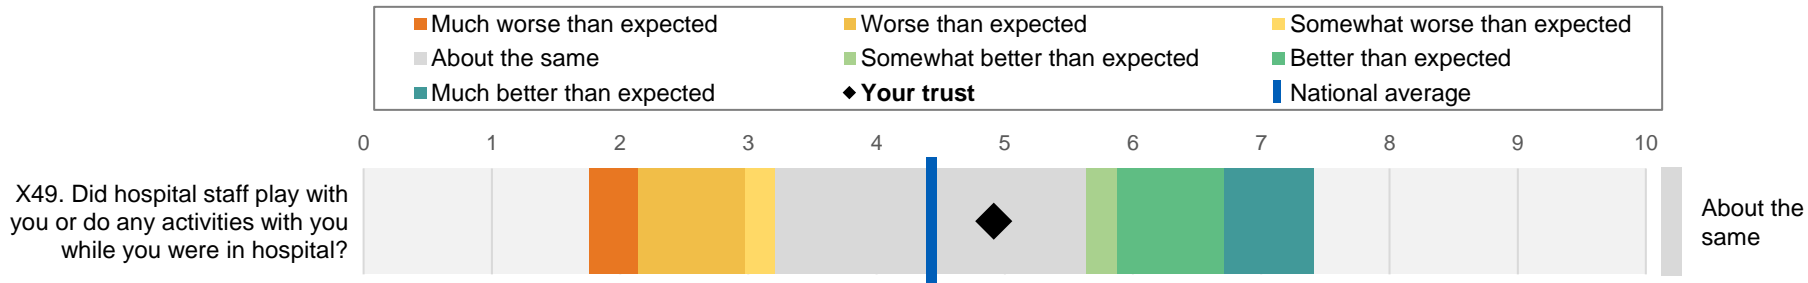 Much worse than expected Worse than expected Somewhat worse than expected
About the same Somewhat better than expected Better than expected
Much better than expected Your trust National average
0 1 2 3 4 5 6 7 8 9 10
X49. Did hospital staff play with
you or do any activities with you
while you were in hospital?
About the
same